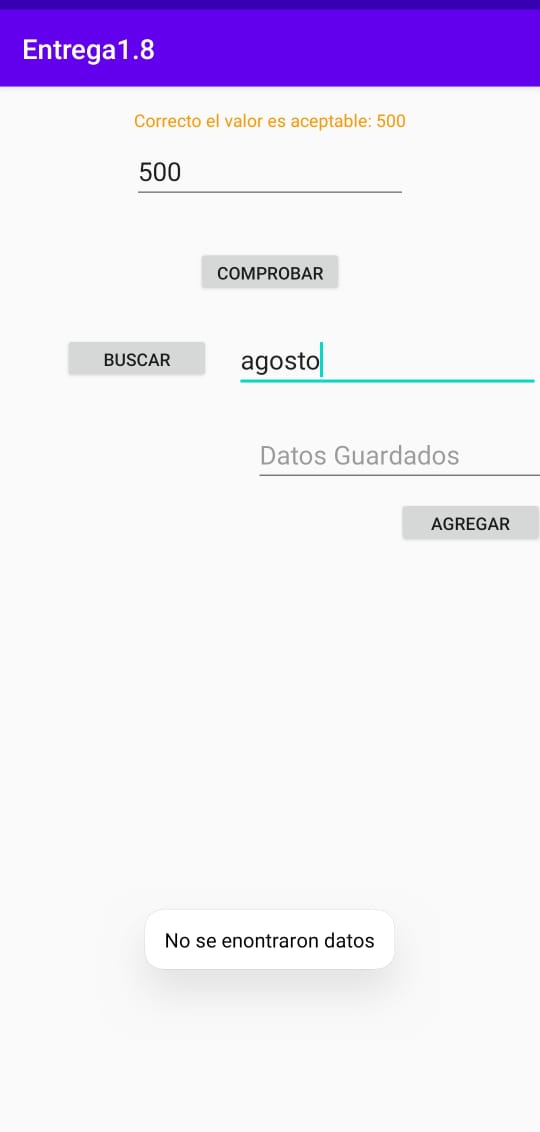 Entrega1.8
Correcto el valor es aceptable: 500
500
COMPROBAR
BUSCAR
agosto
Datos Guardados
AGREGAR
No se enontraron datos